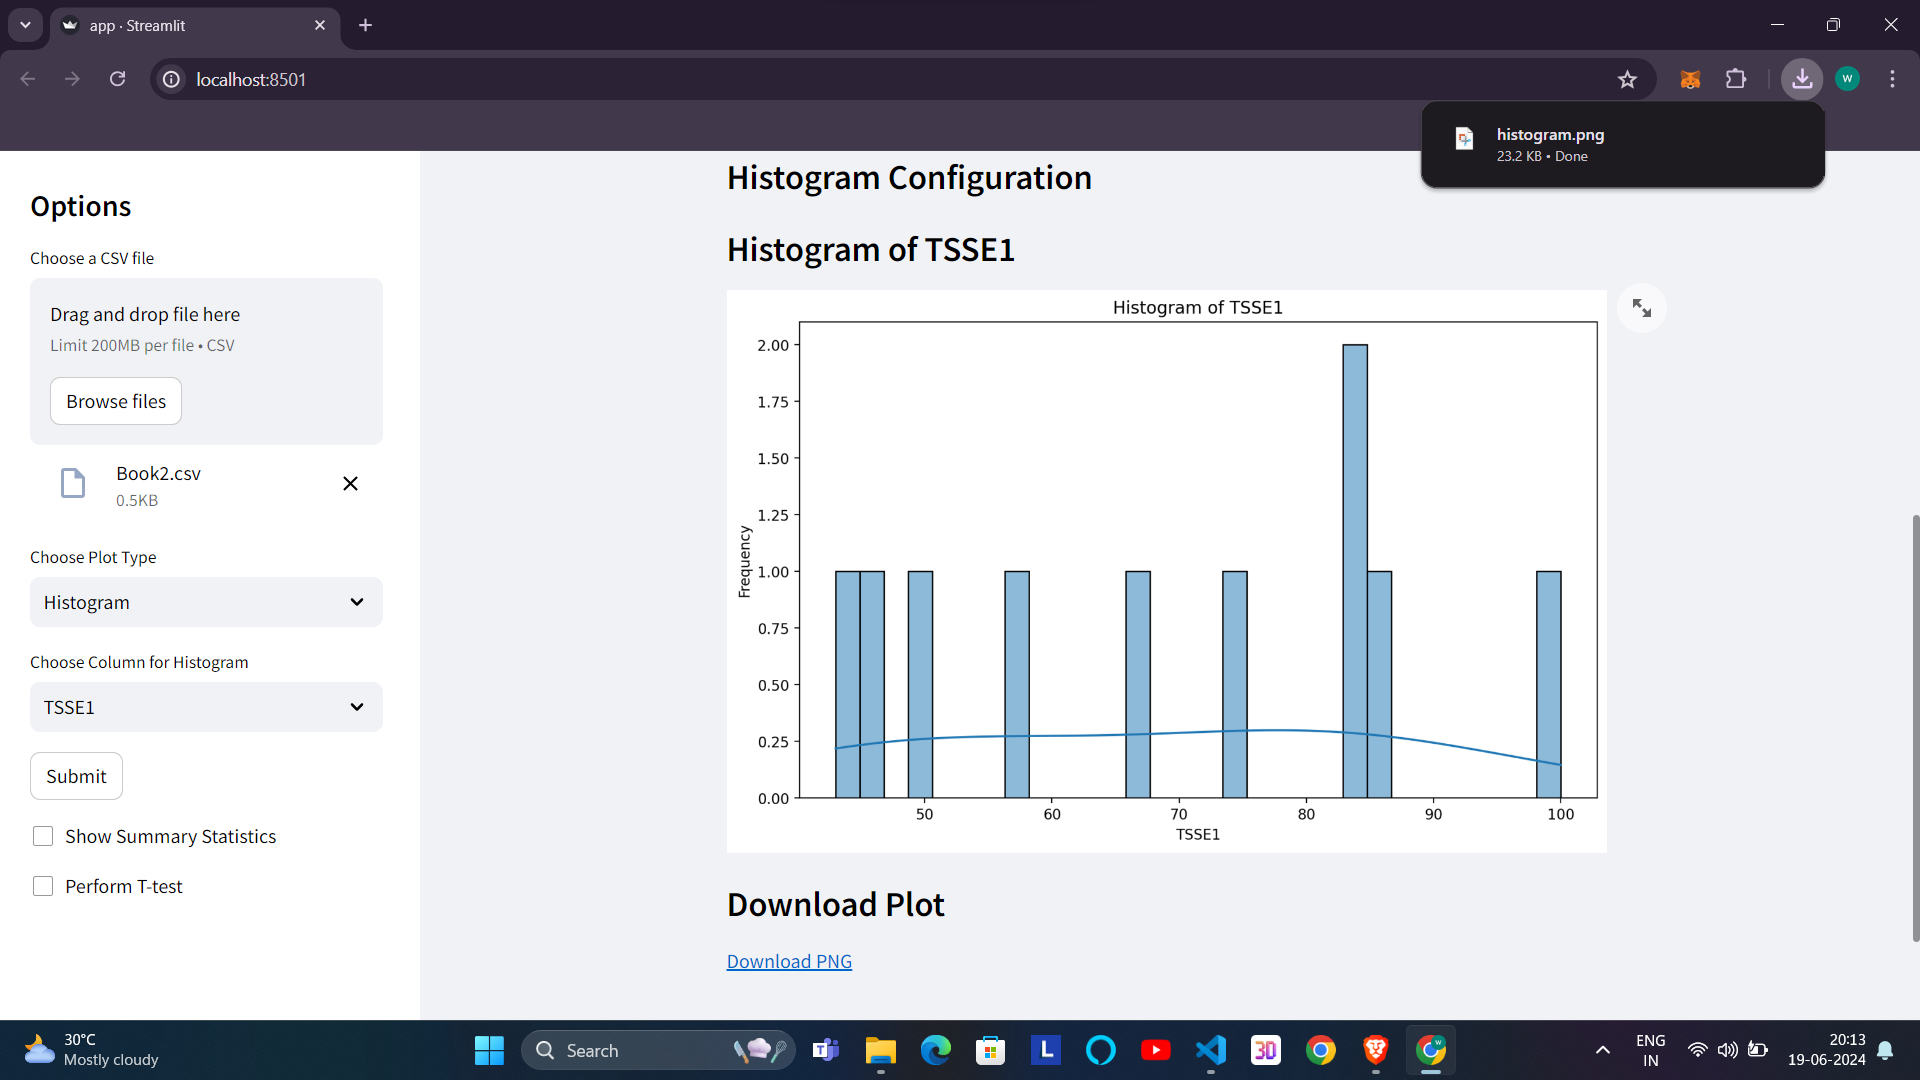 app · Streamlit
localhost:8501
W
histogram.png
23.2 KB • Done
Options
Choose a CSV file
Drag and drop file here
Limit 200MB per file • CSV
Browse files
Book2.csv
0.5KB
Choose Plot Type
Histogram
Choose Column for Histogram
TSSE1
Submit
Show Summary Statistics
Perform T-test
Histogram Configuration
Histogram of TSSE1
Histogram of TSSE1
2.00
1.75
1.50
1.25
1.00
0.75
0.50
0.25
0.00
Frequency
50 60 70 80 90 100
TSSE1
Download Plot
Download PNG
30°C
Mostly cloudy
Search
T
L
3D
W
ENG
IN
20:13
19-06-2024